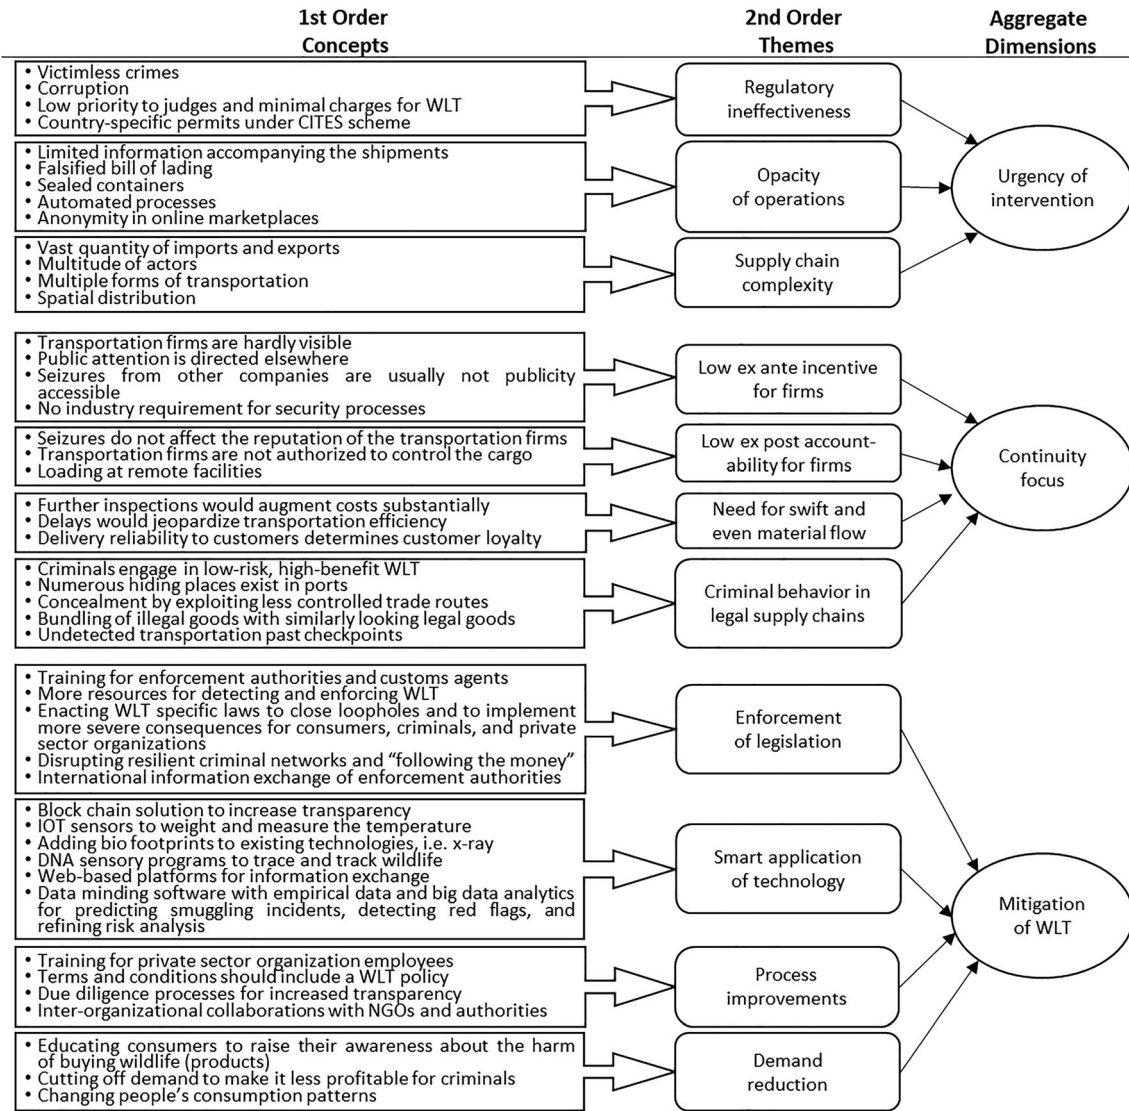 1st Order
Concepts
2nd Order
Themes
Aggregate
Dimensions
• Victimless crimes
• Corruption
• Low priority to judges and minimal charges for WLT
• Country-specific permits under CITES scheme
Regulatory
ineffectiveness
• Limited information accompanying the shipments
• Falsified bill of lading
• Sealed containers
• Automated processes
• Anonymity in online marketplaces
Opacity
of operations
• Vast quantity of imports and exports
• Multitude of actors
• Multiple forms of transportation
• Spatial distribution
Supply chain
complexity
Urgency of
intervention
• Transportation firms are hardly visible
• Public attention is directed elsewhere
• Seizures from other companies are usually not publicity
accessible
• No industry requirement for security processes
Low ex ante incentive
for firms
• Seizures do not affect the reputation of the transportation firms
• Transportation firms are not authorized to control the cargo
• Loading at remote facilities
Low ex post account-
ability for firms
• Further inspections would augment costs substantially
• Delays would jeopardize transportation efficiency
• Delivery reliability to customers determines customer loyalty
Need for swift and
even material flow
• Criminals engage in low-risk, high-benefit WLT
• Numerous hiding places exist in ports
• Concealment by exploiting less controlled trade routes
• Bundling of illegal goods with similarly looking legal goods
• Undetected transportation past checkpoints
Criminal behavior in
legal supply chains
Continuity
focus
• Training for enforcement authorities and customs agents
• More resources for detecting and enforcing WLT
• Enacting WLT specific laws to close loopholes and to implement
more severe consequences for consumers, criminals, and private
sector organizations
• Disrupting resilient criminal networks and “following the money”
• International information exchange of enforcement authorities
Enforcement
of legislation
• Block chain solution to increase transparency
• IOT sensors to weight and measure the temperature
• Adding bio footprints to existing technologies, i.e. x-ray
• DNA sensory programs to trace and track wildlife
• Web-based platforms for information exchange
• Data minding software with empirical data and big data analytics
for predicting smuggling incidents, detecting red flags, and
refining risk analysis
Smart application
of technology
• Training for private sector organization employees
• Terms and conditions should include a WLT policy
• Due diligence processes for increased transparency
• Inter-organizational collaborations with NGOs and authorities
Process
improvements
• Educating consumers to raise their awareness about the harm
of buying wildlife (products)
• Cutting off demand to make it less profitable for criminals
• Changing people’s consumption patterns
Demand
reduction
Mitigation
of WLT